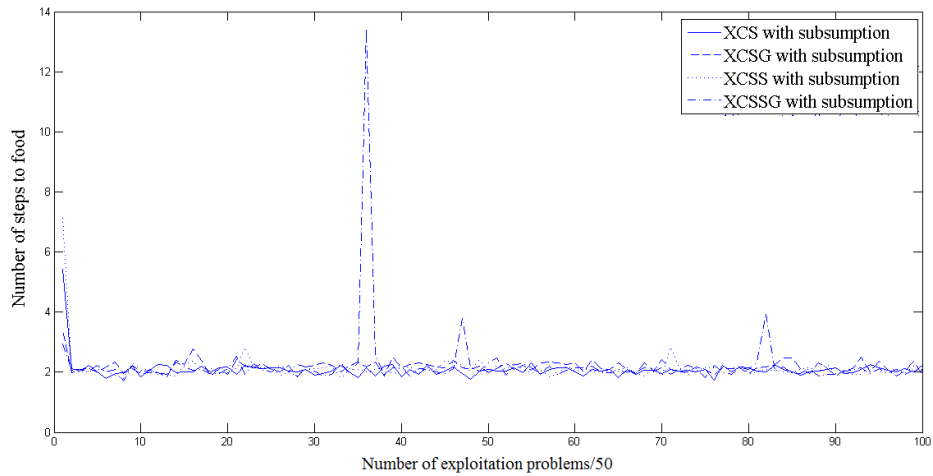 14
12
10
8
6
4
2
0
0 10 20 30 40 50 60 70 80 90 100
Number of steps to food
Number of exploitation problems/50
XCS with subsumption
XCSG with subsumption
XCSS with subsumption
XCSSG with subsumption